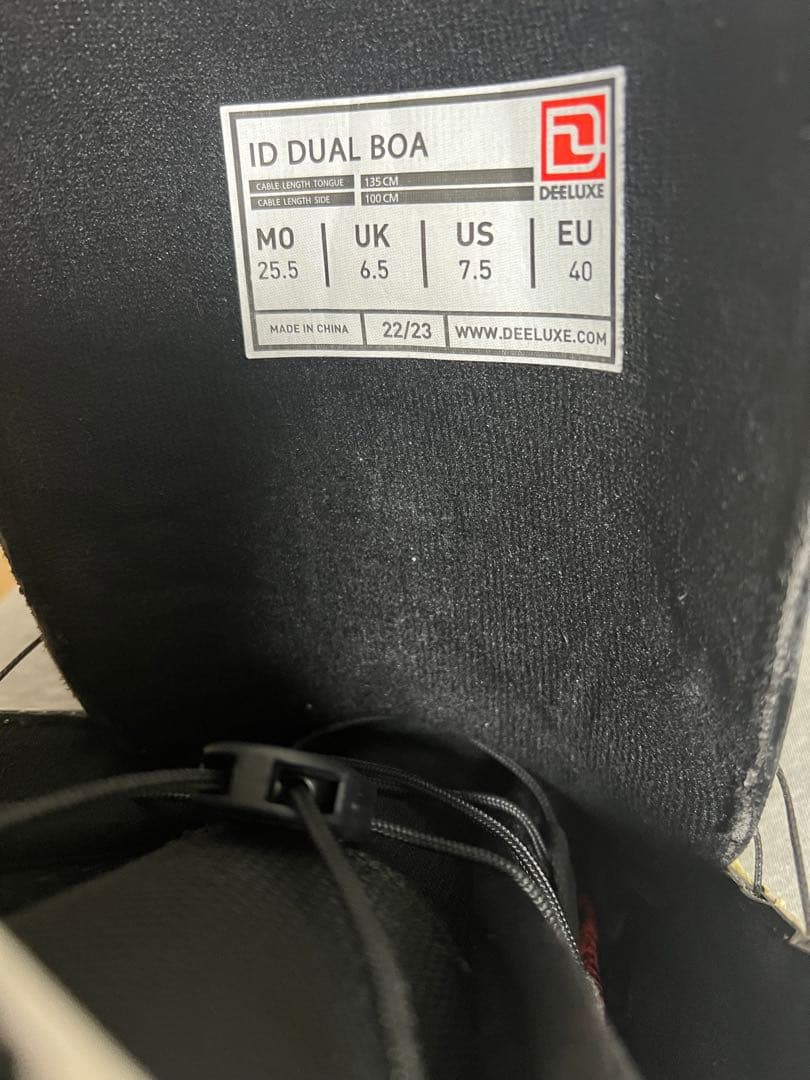 ID DUAL BOA
DEELUXE
CABLE LENGTH TONGUE 135 CM
CABLE LENGTH SIDE 100 CM
MO UK US EU
25.5 6.5 7.5 40
MADE IN CHINA 22/23 WWW.DEELUXE.COM